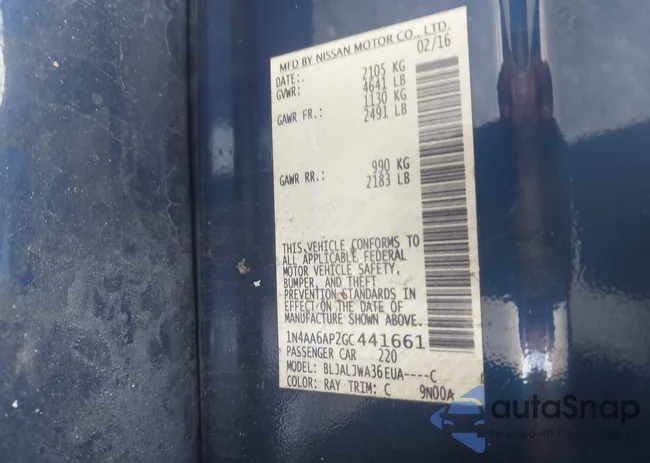 MFD BY NISSAN MOTOR CO., LTD.
DATE: 02/16
GVWR: 2105 KG
4641 LB
GAWR FR.: 1130 KG
2491 LB
GAWR RR.: 990 KG
2183 LB
THIS VEHICLE CONFORMS TO
ALL APPLICABLE FEDERAL
MOTOR VEHICLE SAFETY,
BUMPER, AND THEFT
PREVENTION STANDARDS IN
EFFECT ON THE DATE OF
MANUFACTURE SHOWN ABOVE.
1N4AA6AP2GC441661
PASSENGER CAR 220
MODEL: BLJALJWA36EUA----C
COLOR: RAY TRIM: C 9N00A
autaSnap